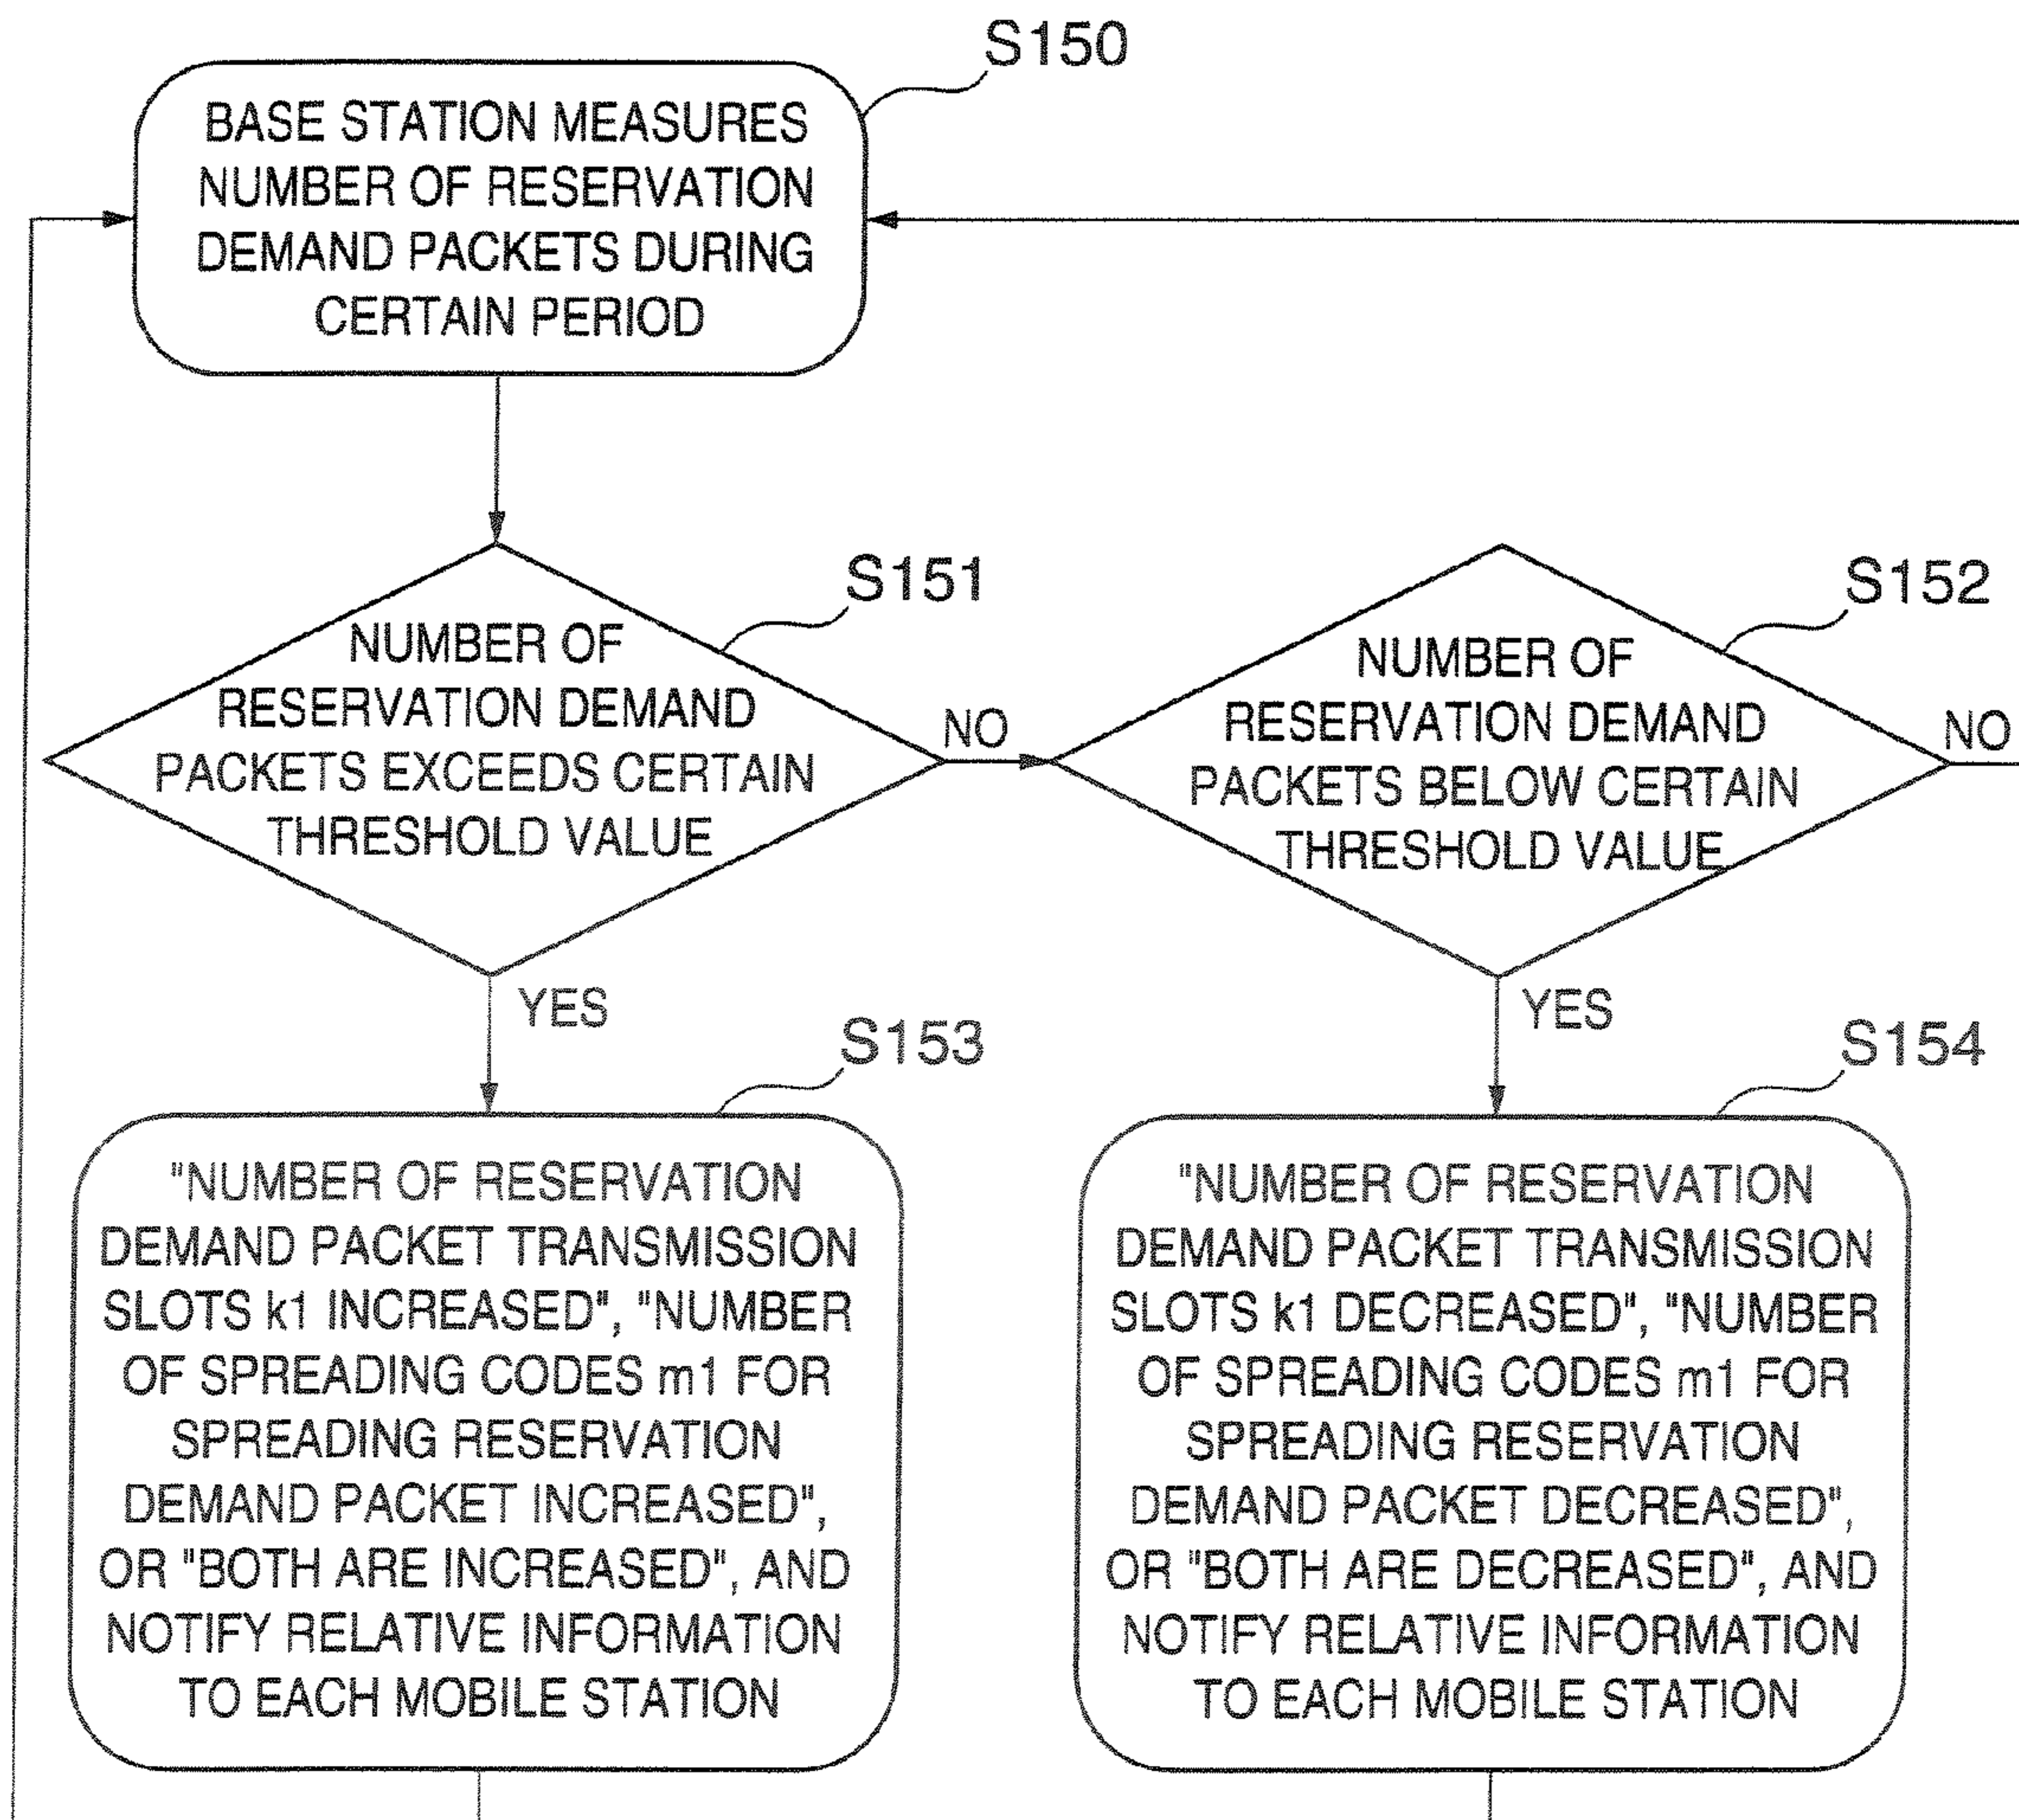 S150
BASE STATION MEASURES
NUMBER OF RESERVATION
DEMAND PACKETS DURING
CERTAIN PERIOD
S151
NUMBER OF
RESERVATION DEMAND
PACKETS EXCEEDS CERTAIN
THRESHOLD VALUE
NO
YES
S152
NUMBER OF
RESERVATION DEMAND
PACKETS BELOW CERTAIN
THRESHOLD VALUE
NO
YES
S153
"NUMBER OF RESERVATION
DEMAND PACKET TRANSMISSION
SLOTS k1 INCREASED", "NUMBER
OF SPREADING CODES m1 FOR
SPREADING RESERVATION
DEMAND PACKET INCREASED",
OR "BOTH ARE INCREASED", AND
NOTIFY RELATIVE INFORMATION
TO EACH MOBILE STATION
S154
"NUMBER OF RESERVATION
DEMAND PACKET TRANSMISSION
SLOTS k1 DECREASED", "NUMBER
OF SPREADING CODES m1 FOR
SPREADING RESERVATION
DEMAND PACKET DECREASED",
OR "BOTH ARE DECREASED", AND
NOTIFY RELATIVE INFORMATION
TO EACH MOBILE STATION